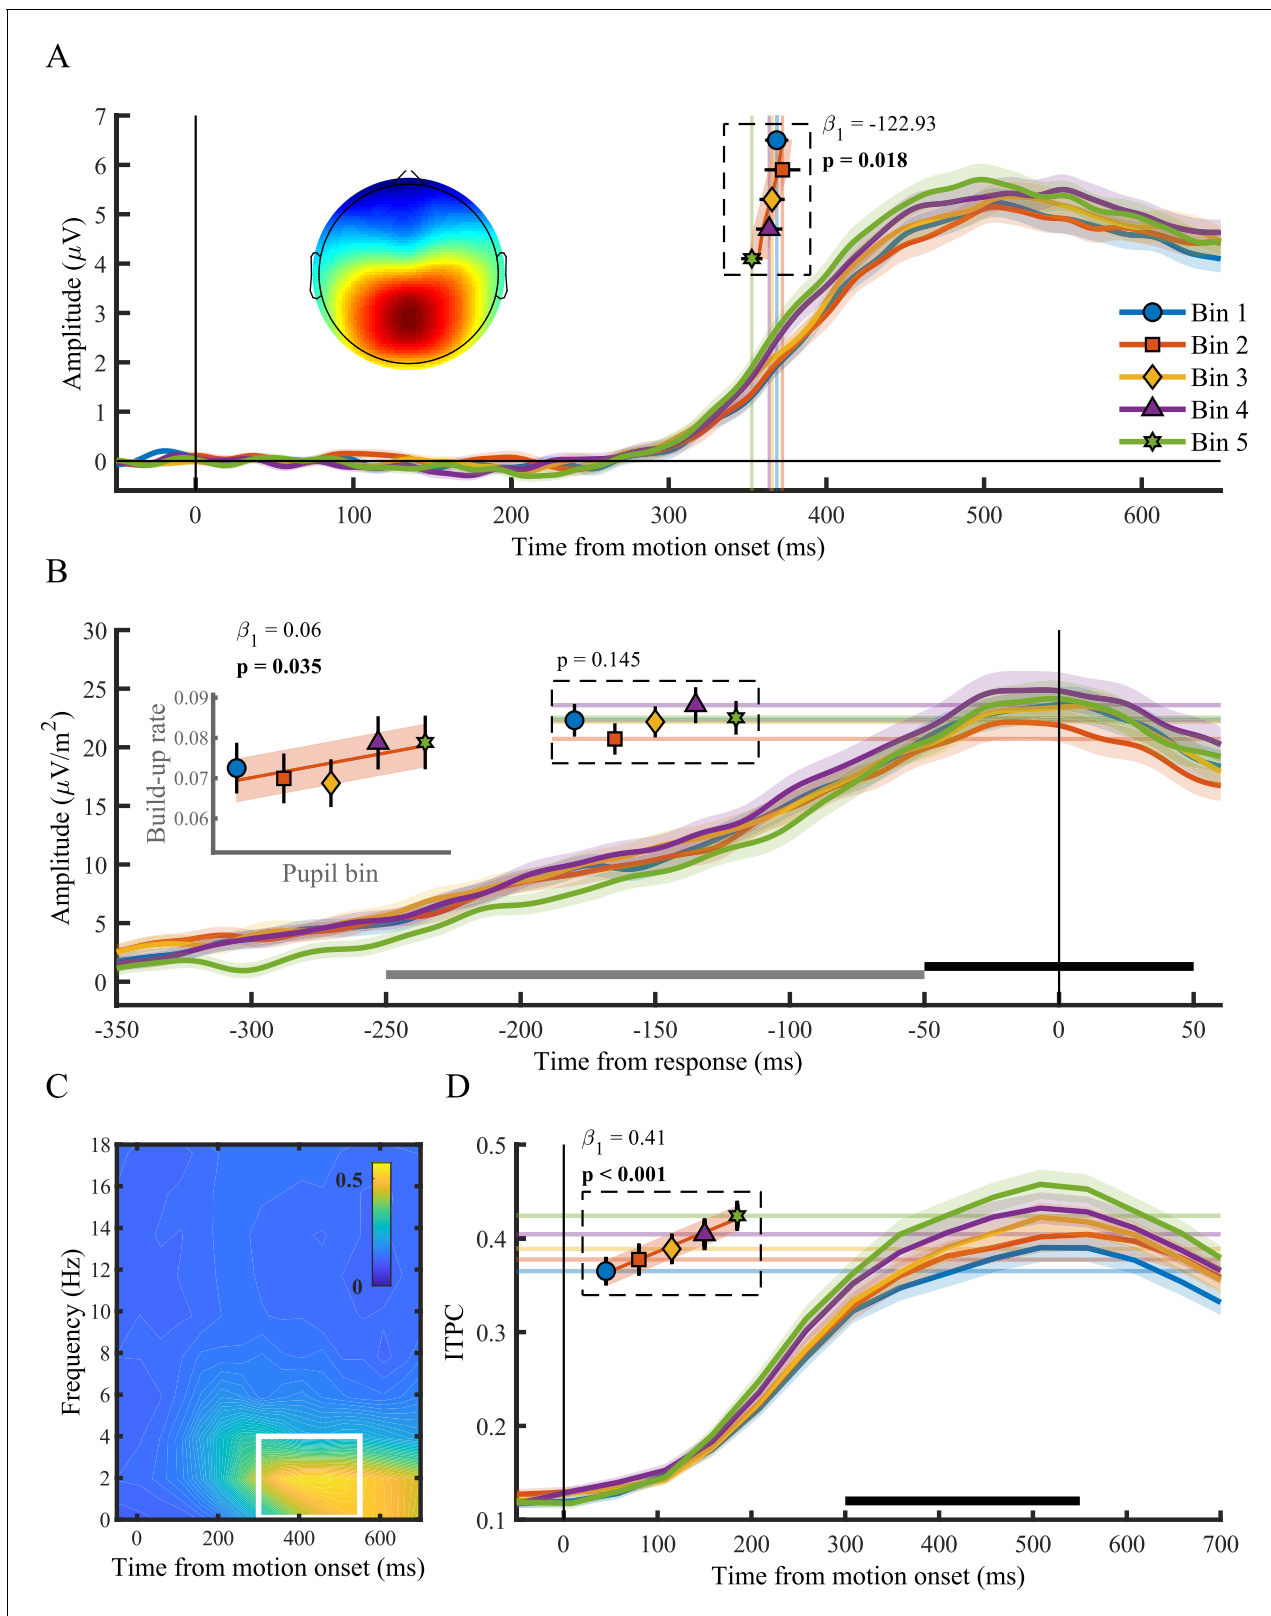 A
β1 = -122.93
p = 0.018
7
6
5
4
3
2
1
0
Amplitude (μV)
Bin 1
Bin 2
Bin 3
Bin 4
Bin 5
0 100 200 300 400 500 600
Time from motion onset (ms)
B
β1 = 0.06
p = 0.035
p = 0.145
30
25
20
15
10
5
0
Amplitude (μV/m²)
0.09
0.08
0.07
0.06
Build-up rate
Pupil bin
-350 -300 -250 -200 -150 -100 -50 0 50
Time from response (ms)
C
18
16
14
12
10
8
6
4
2
0
Frequency (Hz)
0.5
0
0 200 400 600
Time from motion onset (ms)
D
β1 = 0.41
p < 0.001
0.5
0.4
0.3
0.2
0.1
ITPC
0 100 200 300 400 500 600 700
Time from motion onset (ms)